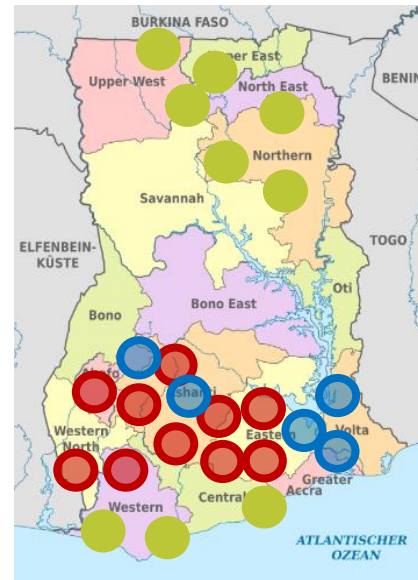 BURKINA FASO
Upper West
North East
BENIN
Northern
Savannah
ELFENBEIN-
KÜSTE
TOGO
Oti
Bono East
Bono
Western
North
Eastern
Volta
Greater
Accra
Central
Western
ATLANTISCHER
OZEAN